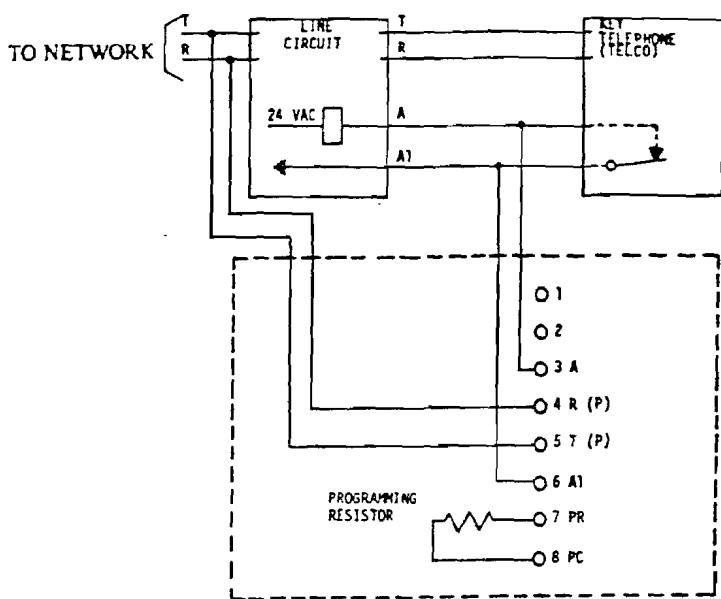 TO NETWORK
T
R
LINE
CIRCUIT
24 VAC
T
R
A
A1
KEY
TELEPHONE
(TELCO)
1
2
3 A
4 R (P)
5 T (P)
6 A1
7 PR
8 PC
PROGRAMMING
RESISTOR